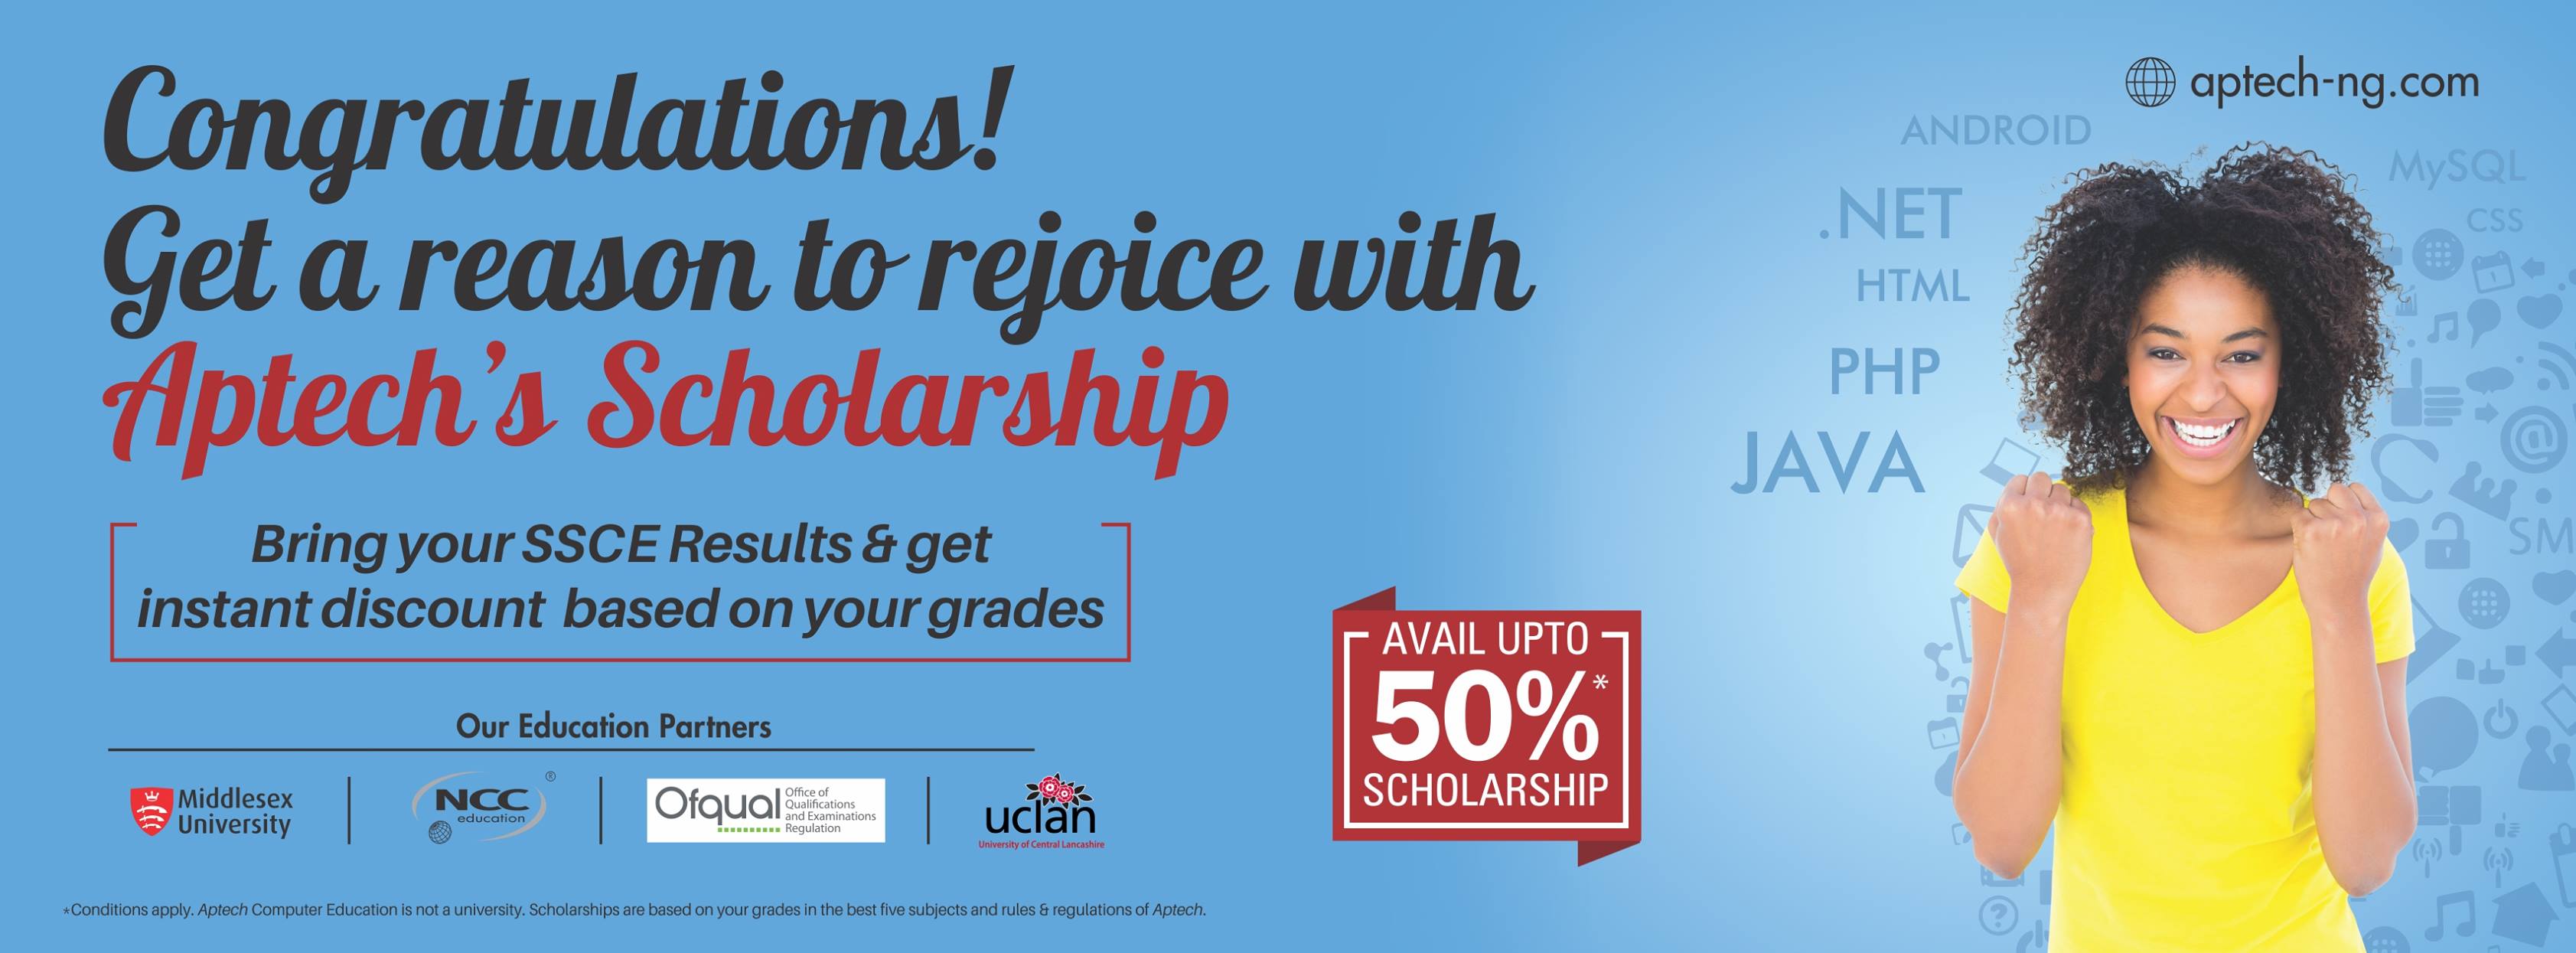 Congratulations!
Get a reason to rejoice with
Aptech's Scholarship
Bring your SSCE Results & get
instant discount based on your grades
Our Education Partners
Middlesex
University
NCC
education
®
Ofqual
Office of
Qualifications
and Examinations
Regulation
uclan
University of Central Lancashire
*Conditions apply. Aptech Computer Education is not a university. Scholarships are based on your grades in the best five subjects and rules & regulations of Aptech.
AVAIL UPTO
50%*
SCHOLARSHIP
aptech-ng.com
ANDROID
MySQL
.NET
CSS
HTML
PHP
JAVA
@
SM